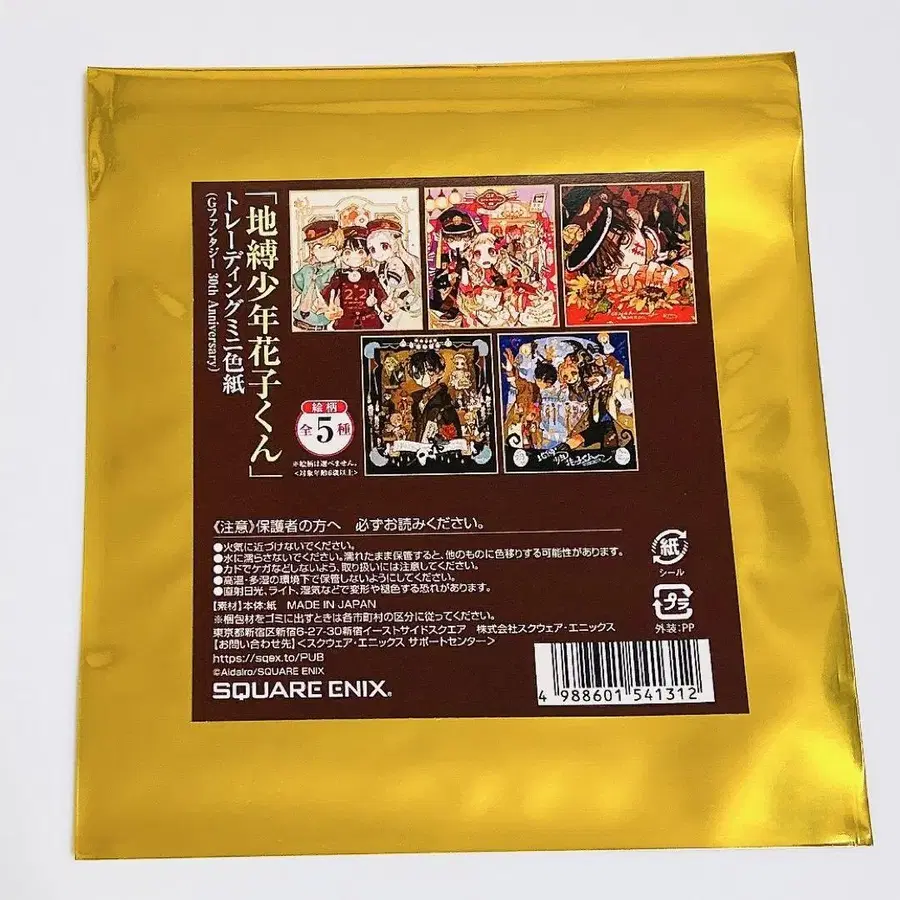 「地縛少年花子くん」
トレーディングミニ色紙
(Gファンタジー 30th Anniversary)
絵柄
全5種
※絵柄は選べません。
<対象年齢6歳以上>
《注意》保護者の方へ 必ずお読みください。
●火気に近づけないでください。
●水に濡らさないでください。濡れたまま保管すると、他のものに色移りする可能性があります。
●カドでケガなどしないよう、取り扱いには注意してください。
●高温・多湿の環境下で保管しないようにしてください。
●直射日光、ライト、湿気などで変形や褪色する恐れがあります。
【素材】本体:紙 MADE IN JAPAN
※梱包材をゴミに出すときは各市町村の区分に従ってください。
東京都新宿区新宿6-27-30新宿イーストサイドスクエア 株式会社スクウェア・エニックス
【お問い合わせ先】<スクウェア・エニックス サポートセンター>
https://sqex.to/PUB
©AidaIro/SQUARE ENIX
SQUARE ENIX®
紙
シール
プラ
外装:PP
4 988601 541312